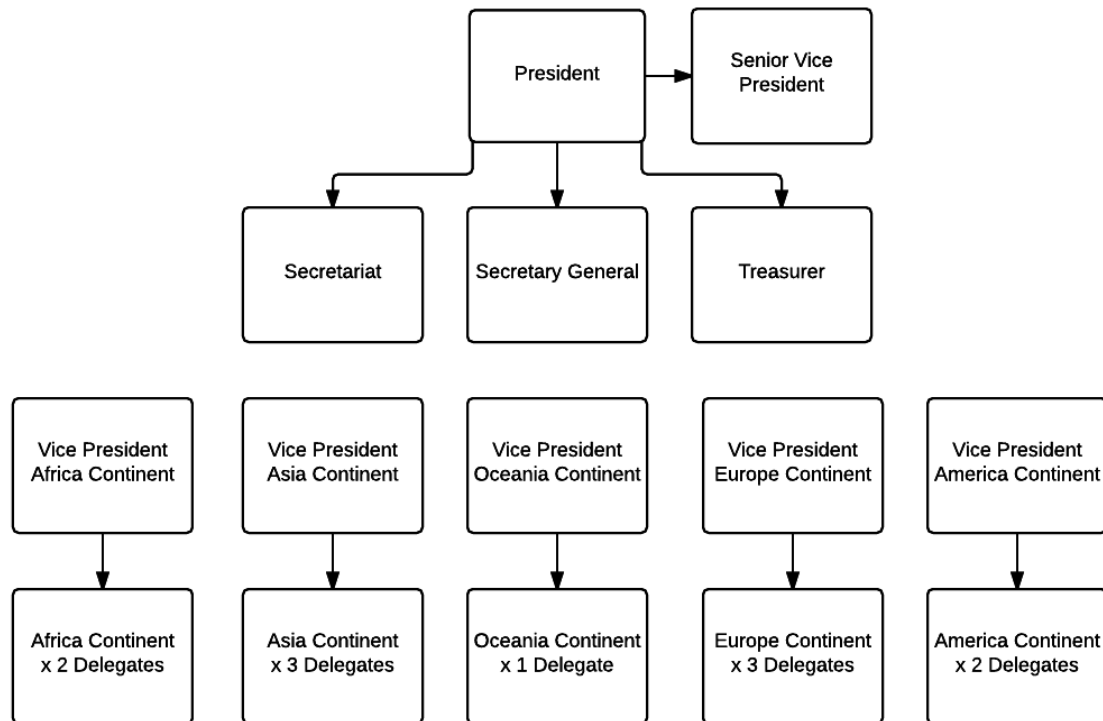 President
Senior Vice
President
Secretariat
Secretary General
Treasurer
Vice President
Africa Continent
Vice President
Asia Continent
Vice President
Oceania Continent
Vice President
Europe Continent
Vice President
America Continent
Africa Continent
x 2 Delegates
Asia Continent
x 3 Delegates
Oceania Continent
x 1 Delegate
Europe Continent
x 3 Delegates
America Continent
x 2 Delegates